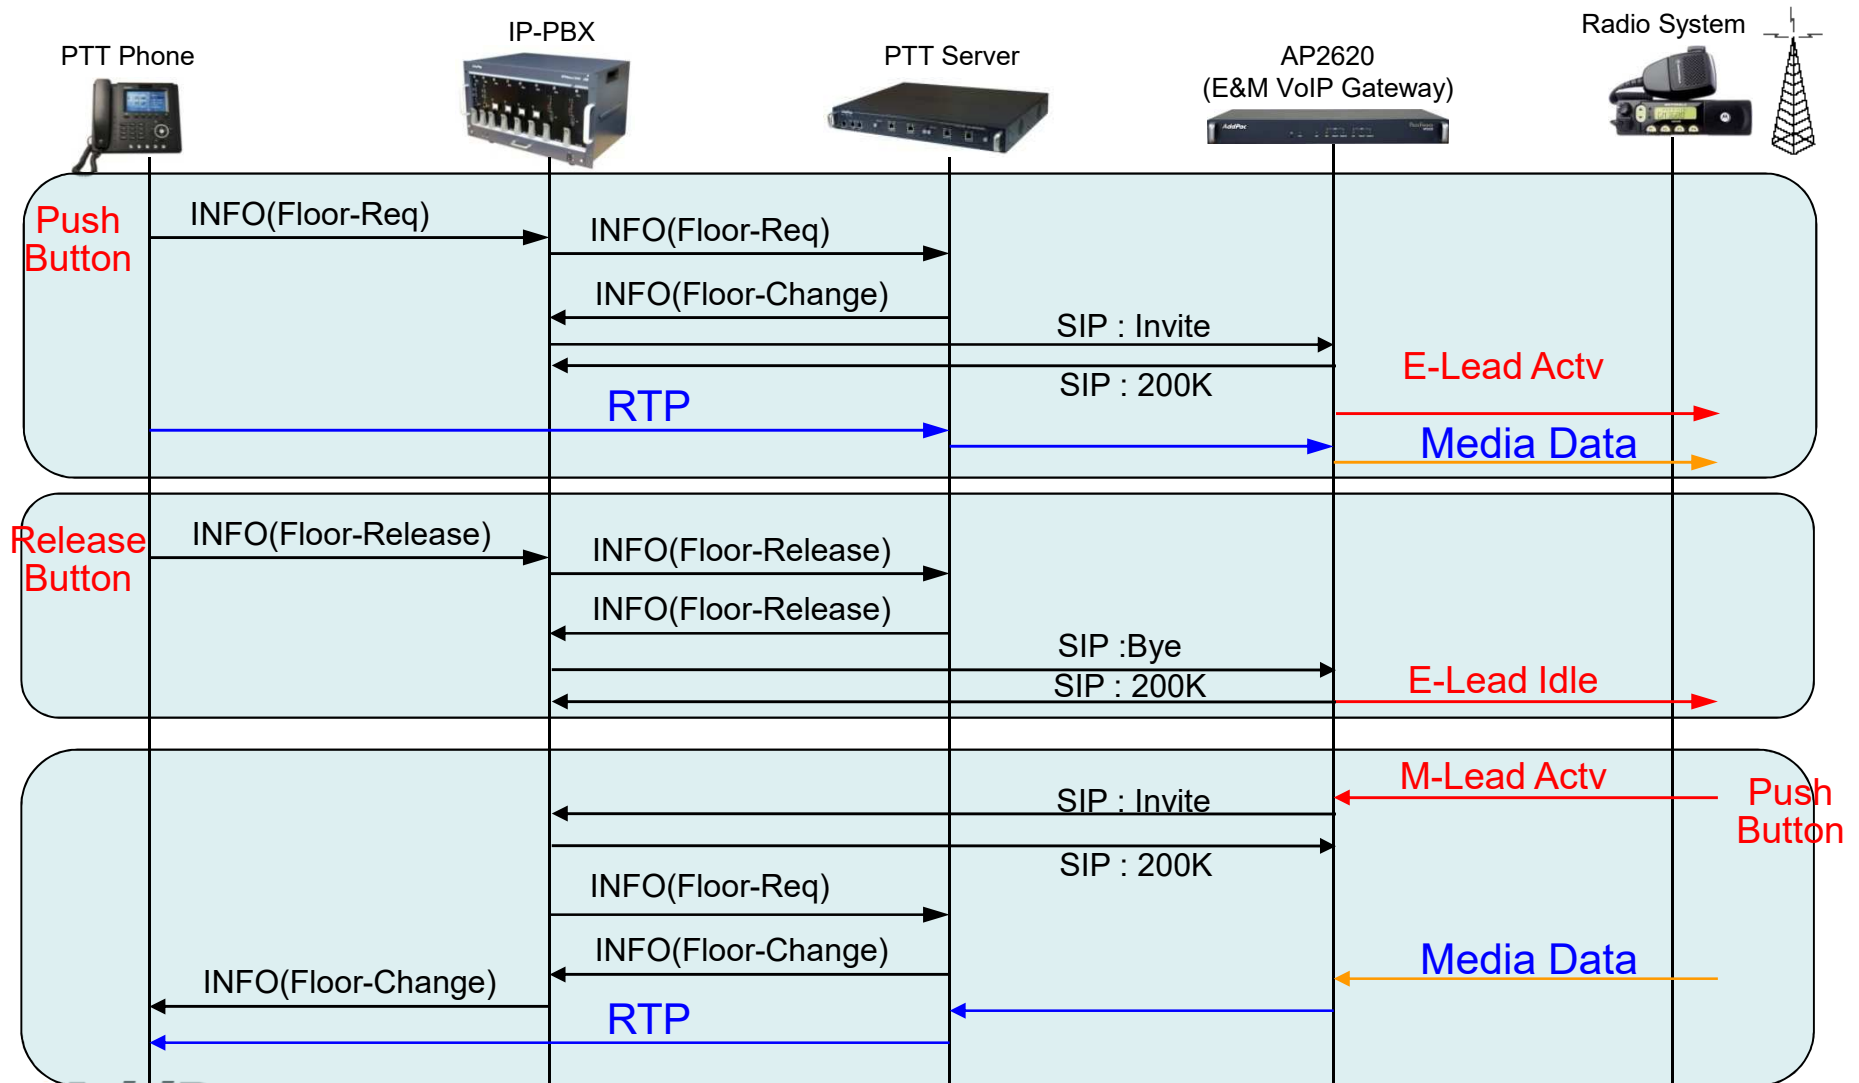 PTT Phone
IP-PBX
PTT Server
AP2620
(E&M VoIP Gateway)
Radio System
AddPac
Push
Button
INFO(Floor-Req)
INFO(Floor-Req)
INFO(Floor-Change)
SIP : Invite
SIP : 200K
E-Lead Actv
RTP
Media Data
Release
Button
INFO(Floor-Release)
INFO(Floor-Release)
INFO(Floor-Release)
SIP :Bye
SIP : 200K
E-Lead Idle
M-Lead Actv
Push
Button
SIP : Invite
SIP : 200K
INFO(Floor-Req)
INFO(Floor-Change)
INFO(Floor-Change)
Media Data
RTP